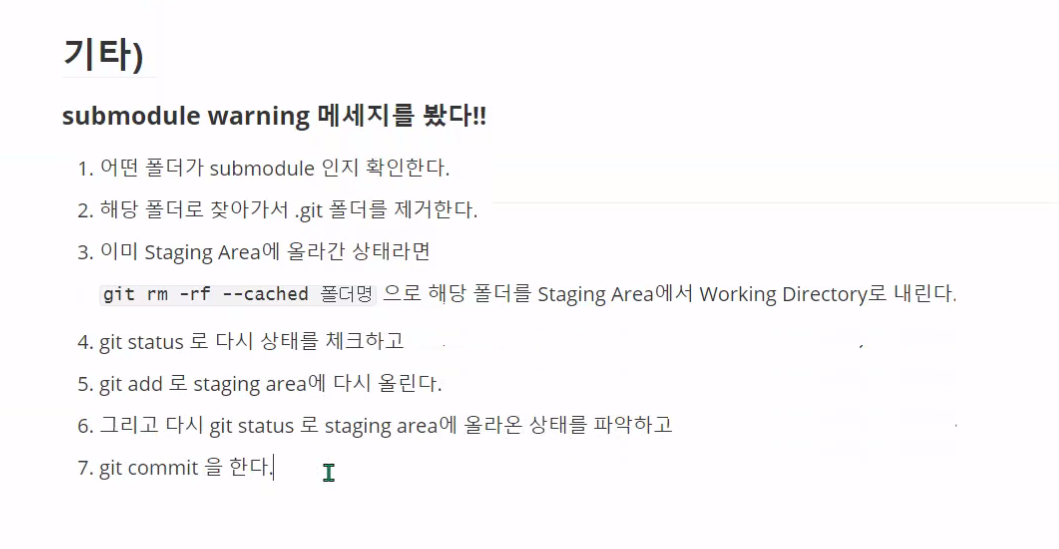 기타)
submodule warning 메세지를 봤다!!
1. 어떤 폴더가 submodule 인지 확인한다.
2. 해당 폴더로 찾아가서 .git 폴더를 제거한다.
3. 이미 Staging Area에 올라간 상태라면
git rm -rf --cached 폴더명 으로 해당 폴더를 Staging Area에서 Working Directory로 내린다.
4. git status 로 다시 상태를 체크하고
5. git add 로 staging area에 다시 올린다.
6. 그리고 다시 git status 로 staging area에 올라온 상태를 파악하고
7. git commit 을 한다.